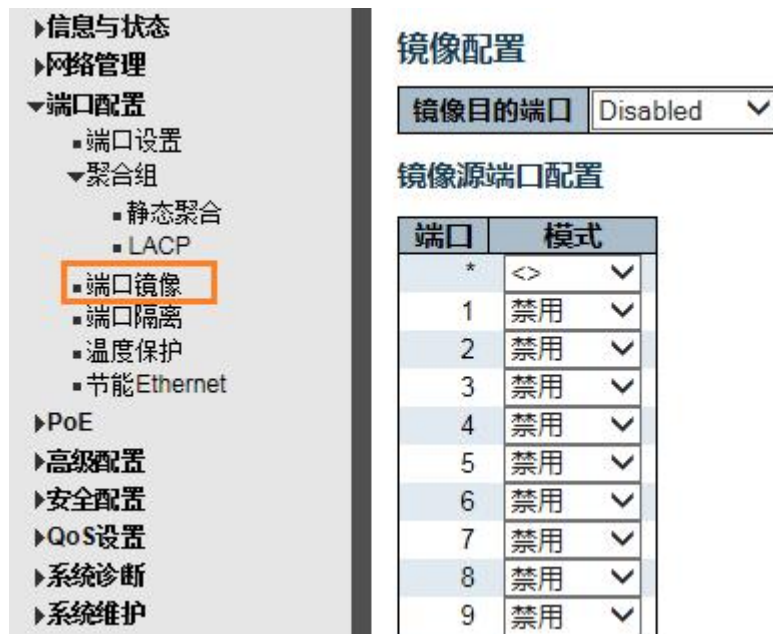 信息与状态
网络管理
端口配置
端口设置
聚合组
静态聚合
LACP
端口镜像
端口隔离
温度保护
节能Ethernet
PoE
高级配置
安全配置
QoS设置
系统诊断
系统维护
镜像配置
镜像目的端口 Disabled
镜像源端口配置
端口 模式
* <>
1 禁用
2 禁用
3 禁用
4 禁用
5 禁用
6 禁用
7 禁用
8 禁用
9 禁用